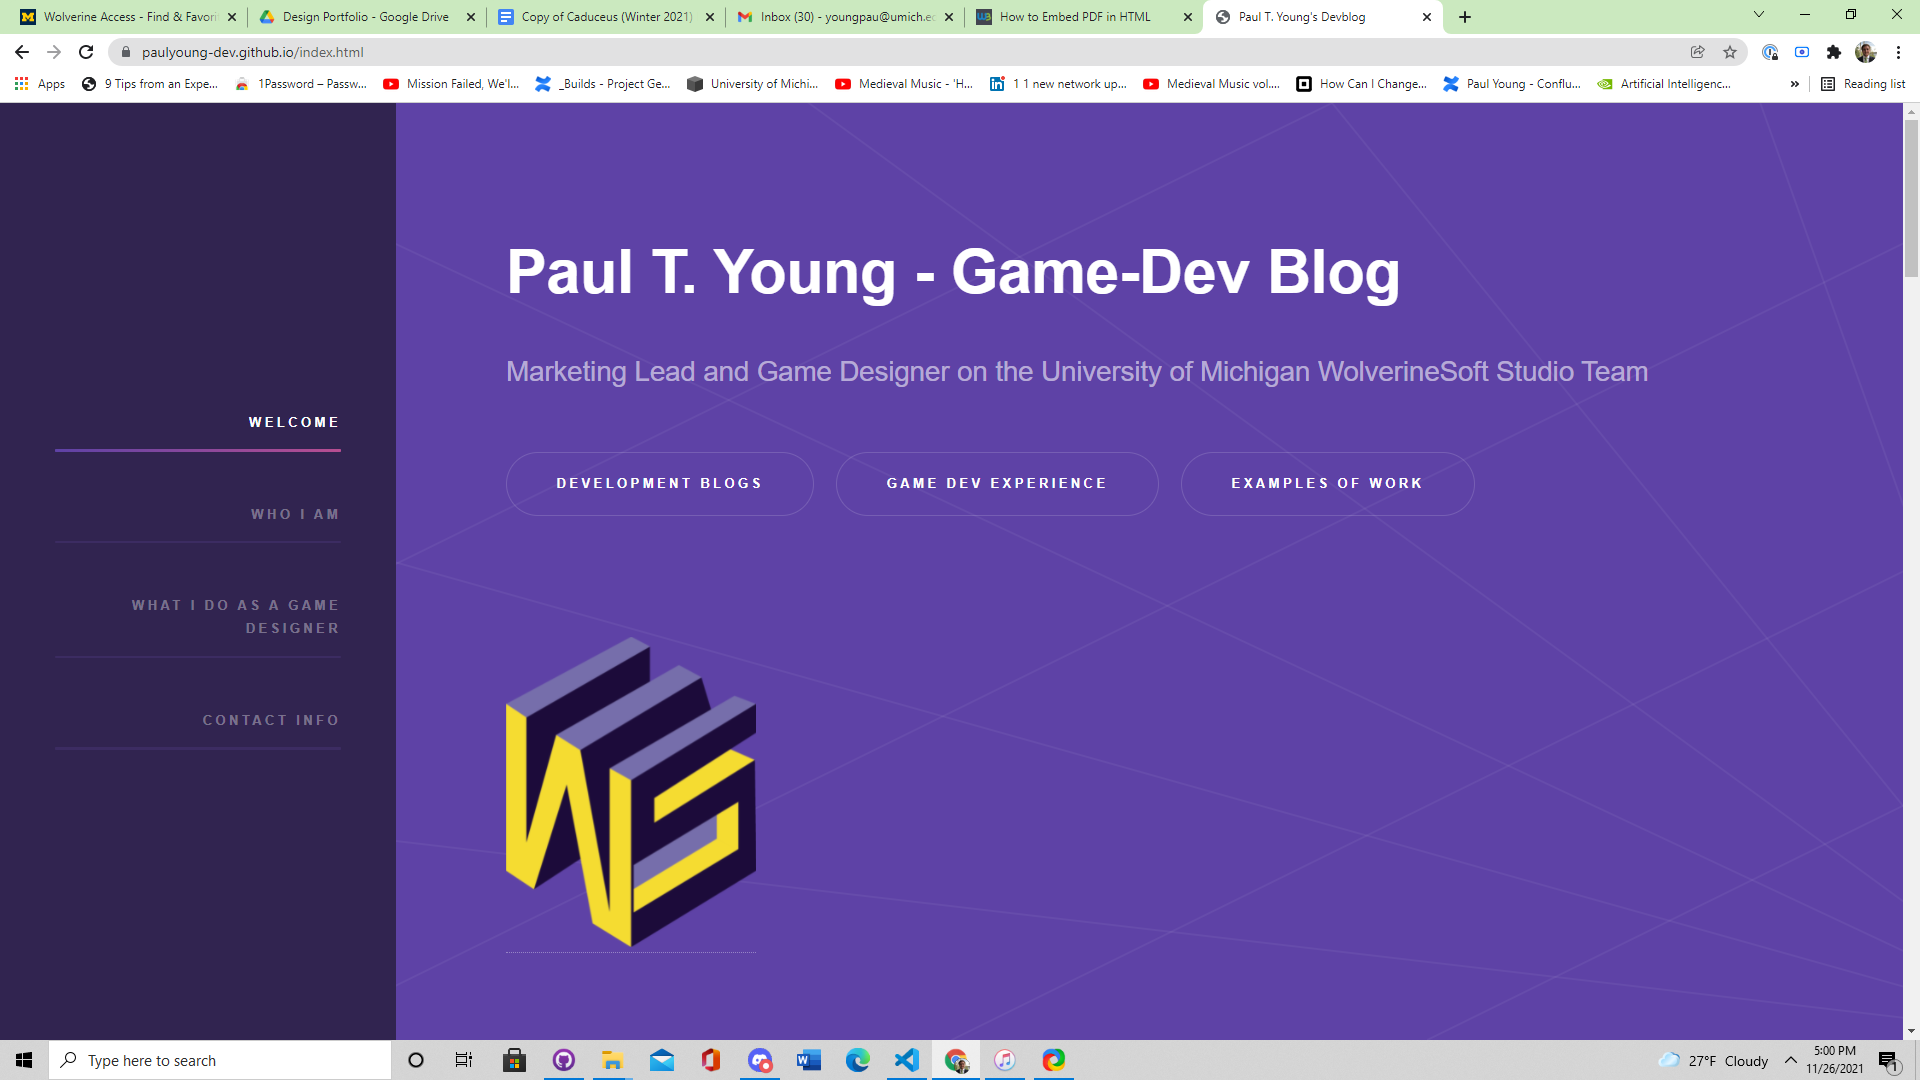 Wolverine Access - Find & Favori
Design Portfolio - Google Drive
Copy of Caduceus (Winter 2021)
Inbox (30) - youngpau@umich.ed
How to Embed PDF in HTML
Paul T. Young's Devblog
paulyoung-dev.github.io/index.html
Apps
9 Tips from an Expe...
1Password – Passw...
Mission Failed, We'l...
_Builds - Project Ge...
University of Michi...
Medieval Music - 'H...
1 1 new network up...
Medieval Music vol....
How Can I Change...
Paul Young - Conflu...
Artificial Intelligenc...
»
Reading list
Paul T. Young - Game-Dev Blog
Marketing Lead and Game Designer on the University of Michigan WolverineSoft Studio Team
DEVELOPMENT BLOGS
GAME DEV EXPERIENCE
EXAMPLES OF WORK
WELCOME
WHO I AM
WHAT I DO AS A GAME
DESIGNER
CONTACT INFO
WS
Type here to search
27°F Cloudy
5:00 PM
11/26/2021
1